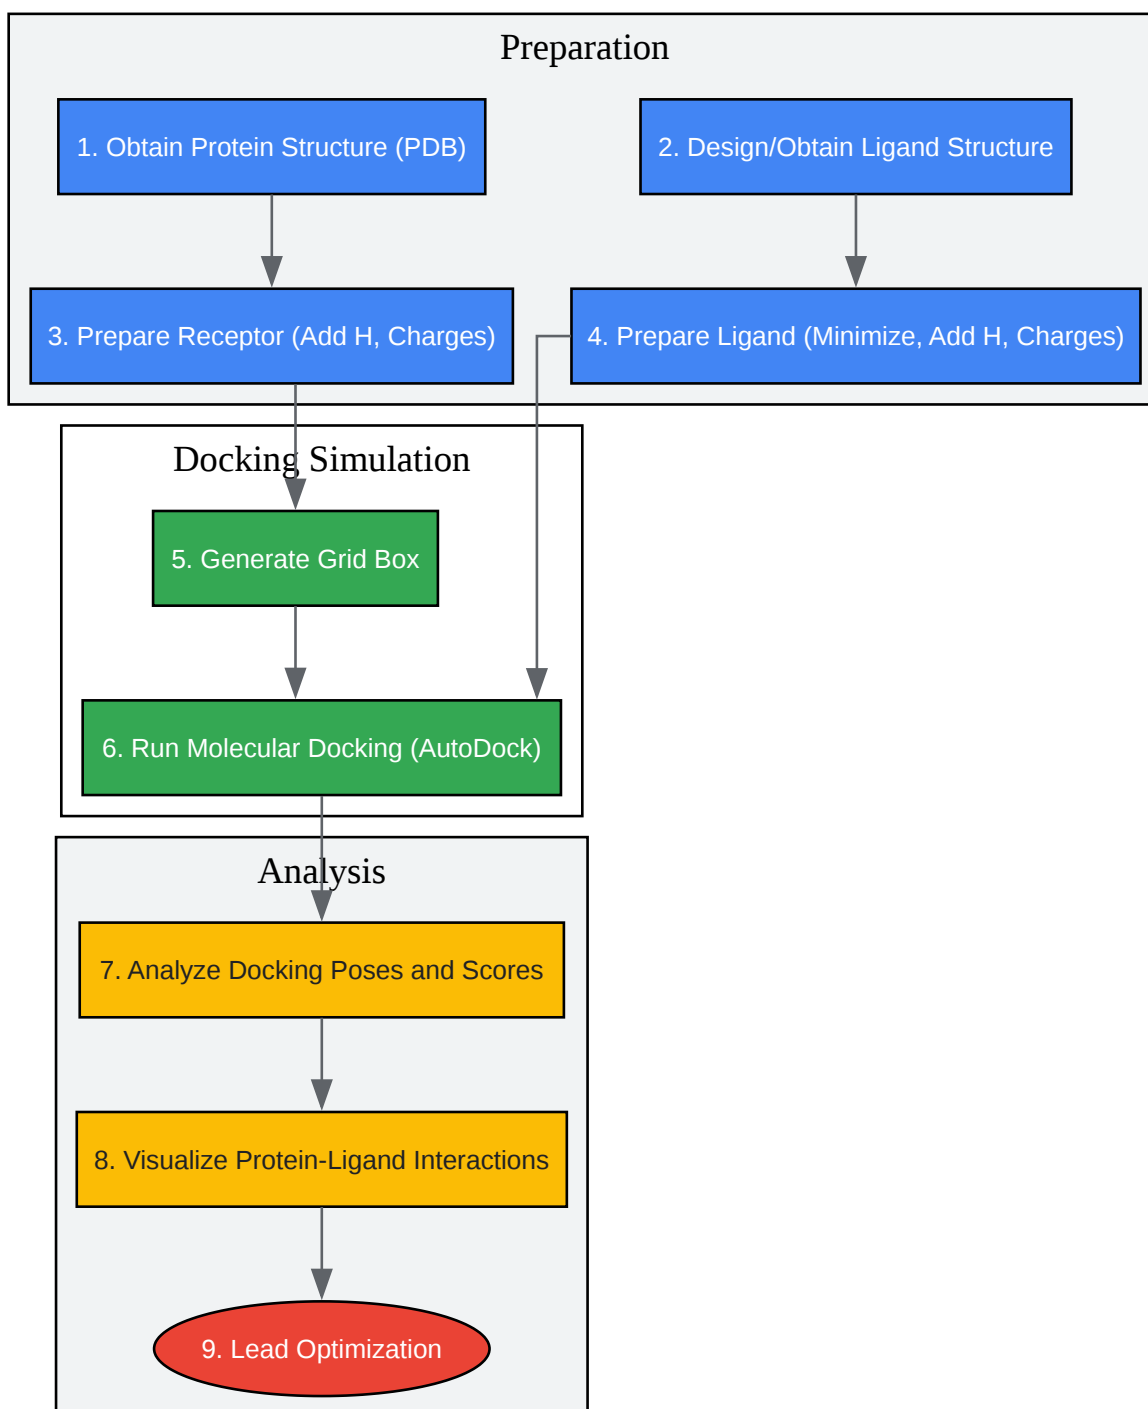 Preparation
1. Obtain Protein Structure (PDB)
2. Design/Obtain Ligand Structure
3. Prepare Receptor (Add H, Charges)
4. Prepare Ligand (Minimize, Add H, Charges)
Docking Simulation
5. Generate Grid Box
6. Run Molecular Docking (AutoDock)
Analysis
7. Analyze Docking Poses and Scores
8. Visualize Protein-Ligand Interactions
9. Lead Optimization